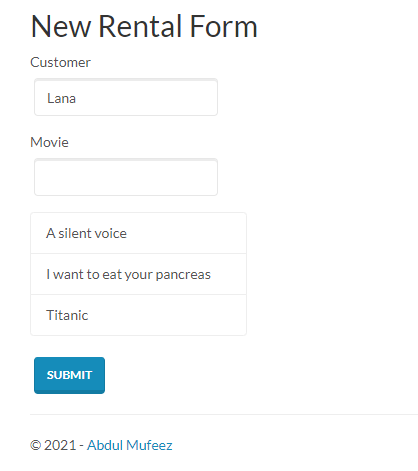 New Rental Form
Customer
Lana
Movie
A silent voice
I want to eat your pancreas
Titanic
SUBMIT
© 2021 - Abdul Mufeez